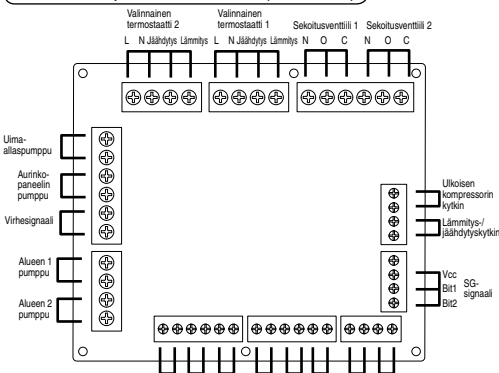 Valinnainen termostaatti 2
Valinnainen termostaatti 1
Sekoitusventtiili 1
Sekoitusventtiili 2
L N Jäähdytys Lämmitys
L N Jäähdytys Lämmitys
N O C
N O C
Uima-
allaspumppu
Aurinko-
paneelin
pumppu
Virhesignaali
Alueen 1
pumppu
Alueen 2
pumppu
Ulkoisen
kompressorin
kytkin
Lämmitys-/
jäähdytyskytkin
Vcc
Bit1
Bit2
SG-
signaali